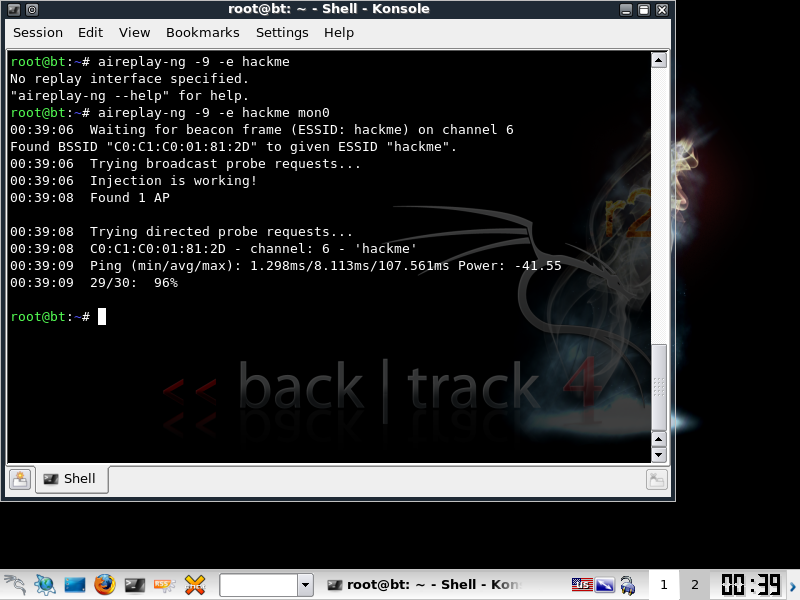 root@bt: ~ - Shell - Konsole
Session Edit View Bookmarks Settings Help
root@bt:~# aireplay-ng -9 -e hackme
No replay interface specified.
"aireplay-ng --help" for help.
root@bt:~# aireplay-ng -9 -e hackme mon0
00:39:06  Waiting for beacon frame (ESSID: hackme) on channel 6
Found BSSID "C0:C1:C0:01:81:2D" to given ESSID "hackme".
00:39:06  Trying broadcast probe requests...
00:39:06  Injection is working!
00:39:08  Found 1 AP
00:39:08  Trying directed probe requests...
00:39:08  C0:C1:C0:01:81:2D - channel: 6 - 'hackme'
00:39:09  Ping (min/avg/max): 1.298ms/8.113ms/107.561ms Power: -41.55
00:39:09  29/30:  96%
root@bt:~#
r2
<< back | track 4
Shell
root@bt: ~ - Shell - Kon
us
1
2
00:39